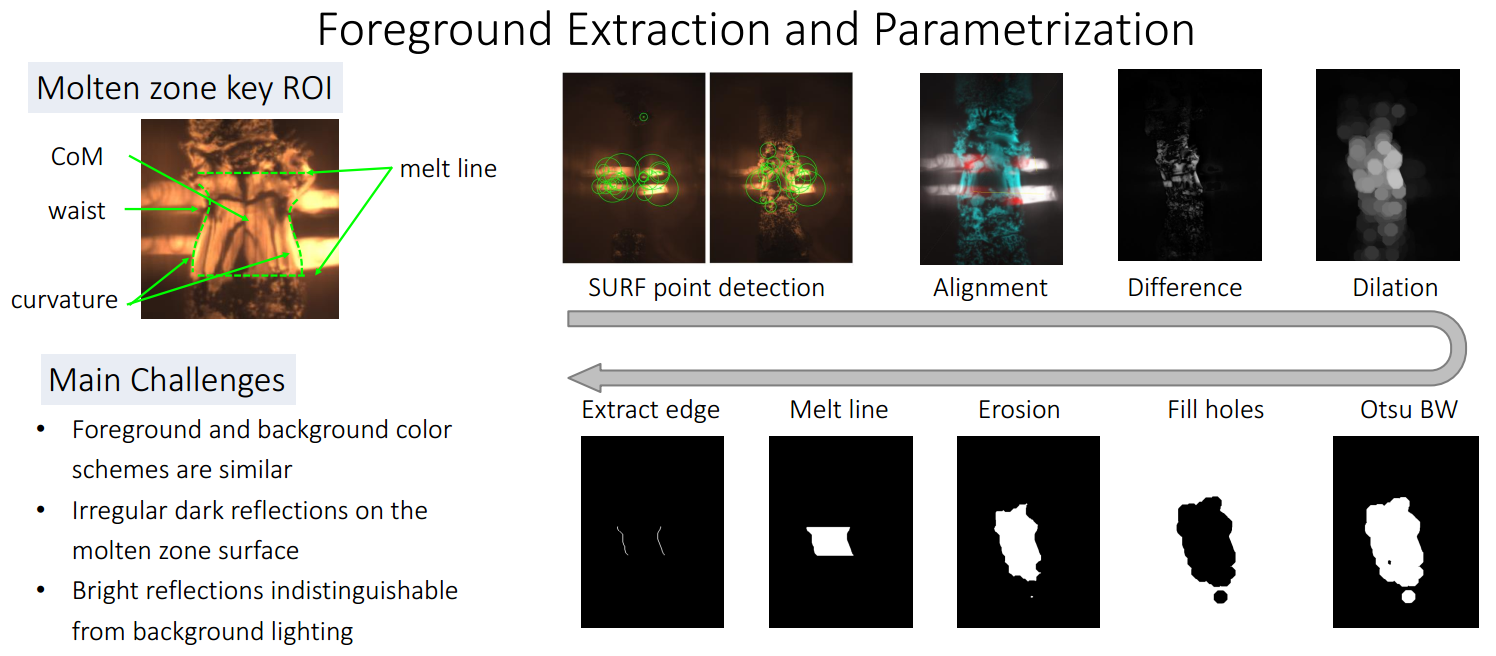 Foreground Extraction and Parametrization
Molten zone key ROI
CoM
waist
curvature
melt line
Main Challenges
• Foreground and background color
schemes are similar
• Irregular dark reflections on the
molten zone surface
• Bright reflections indistinguishable
from background lighting
SURF point detection
Alignment
Difference
Dilation
Extract edge
Melt line
Erosion
Fill holes
Otsu BW